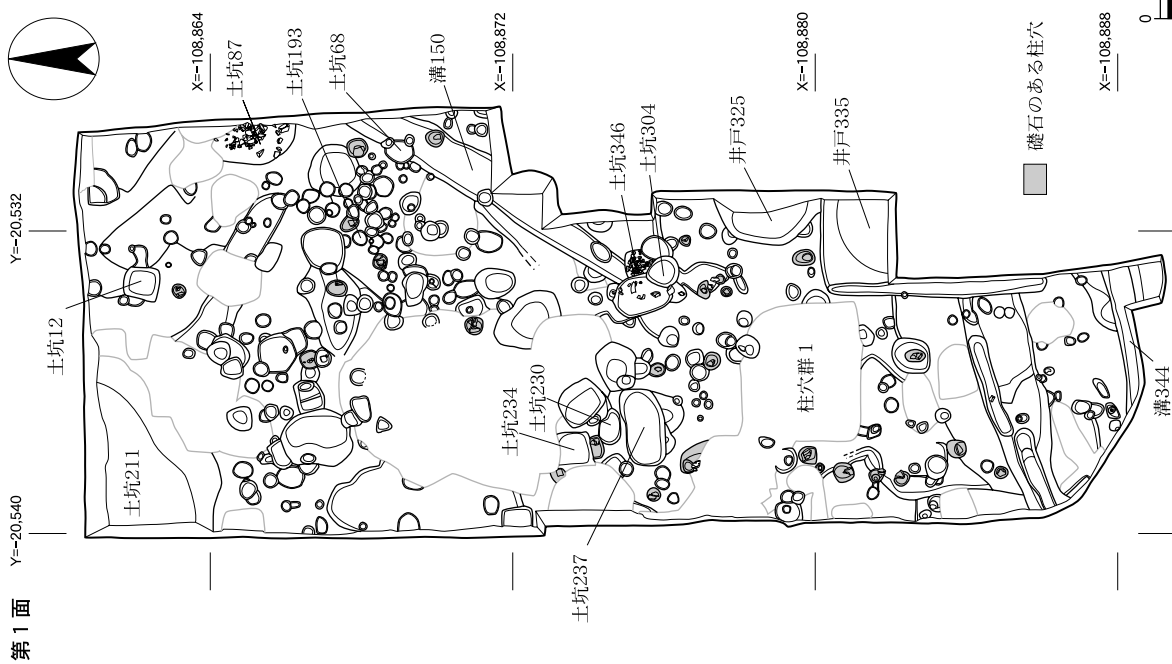 第1面
Y=-20,540
Y=-20,532
X=-108,864
X=-108,872
X=-108,880
X=-108,888
0
土坑87
土坑193
土坑68
溝150
土坑346
土坑304
井戸325
井戸335
礎石のある柱穴
土坑12
土坑211
土坑234
土坑230
柱穴群1
土坑237
溝344